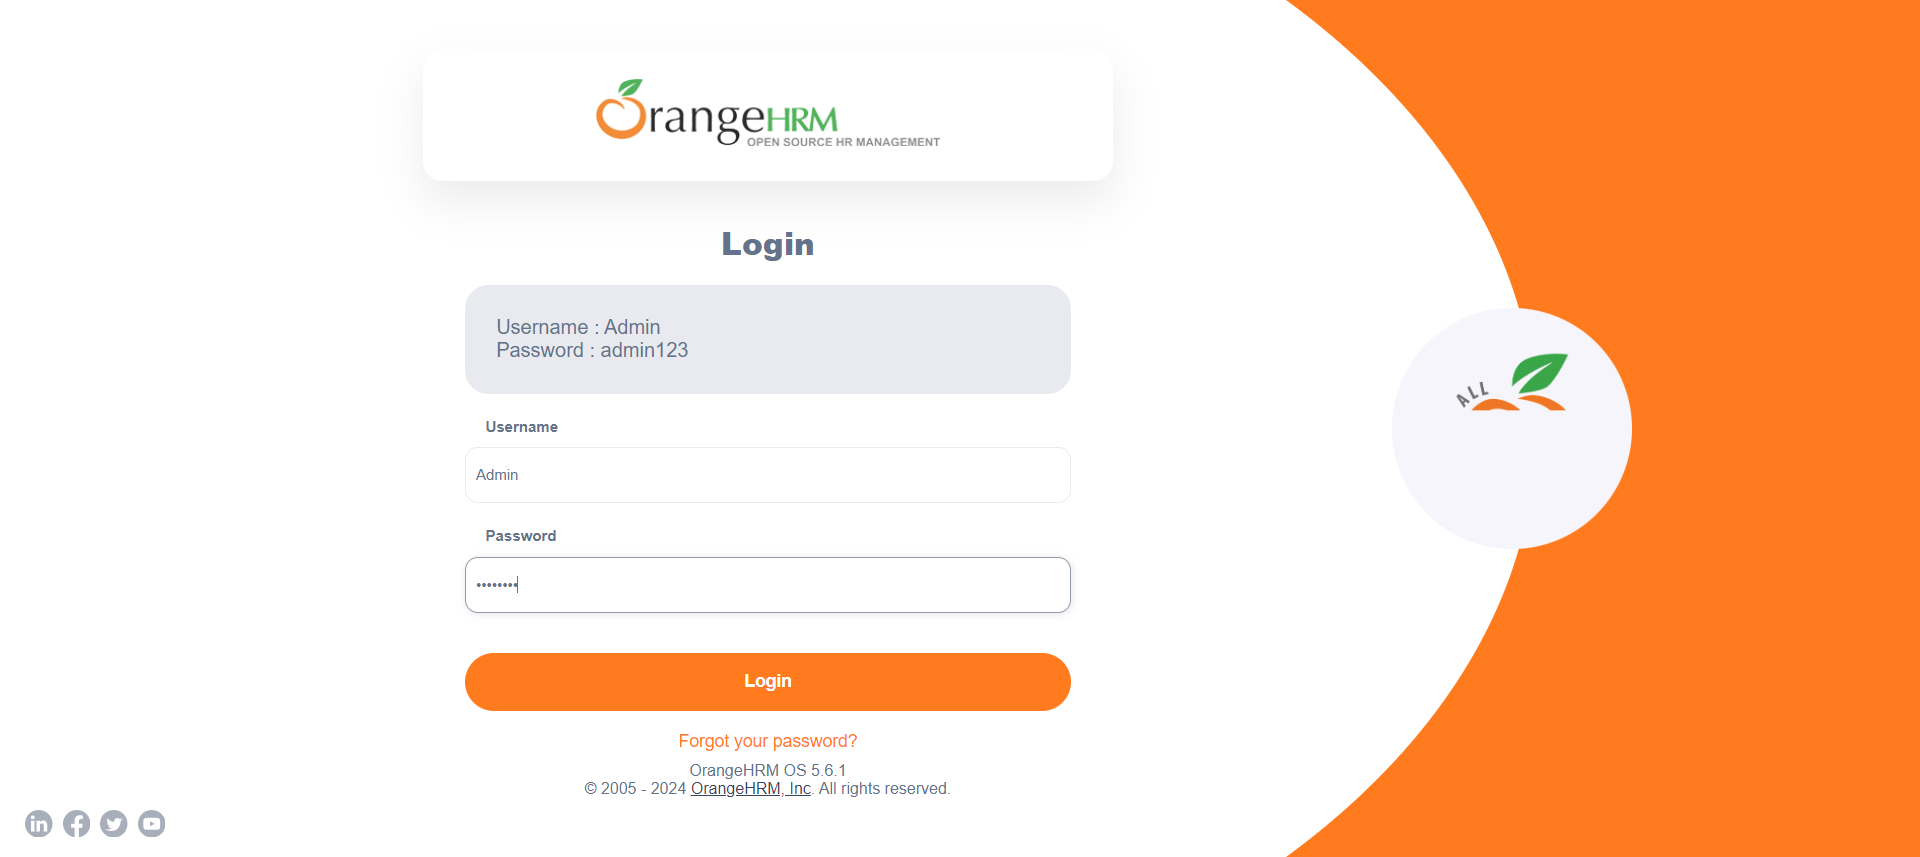 OrangeHRM
OPEN SOURCE HR MANAGEMENT
Login
Username : Admin
Password : admin123
Username
Admin
Password
••••••••
Login
Forgot your password?
OrangeHRM OS 5.6.1
© 2005 - 2024 OrangeHRM, Inc. All rights reserved.
ALL